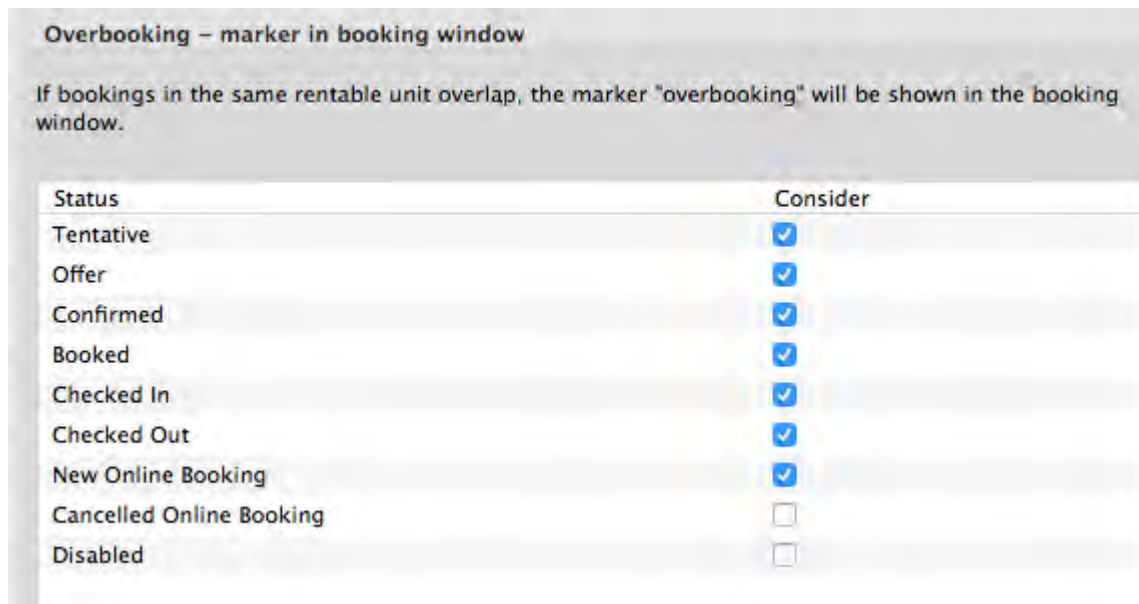 Overbooking – marker in booking window
If bookings in the same rentable unit overlap, the marker "overbooking" will be shown in the booking
window.
Status Consider
Tentative
Offer
Confirmed
Booked
Checked In
Checked Out
New Online Booking
Cancelled Online Booking
Disabled